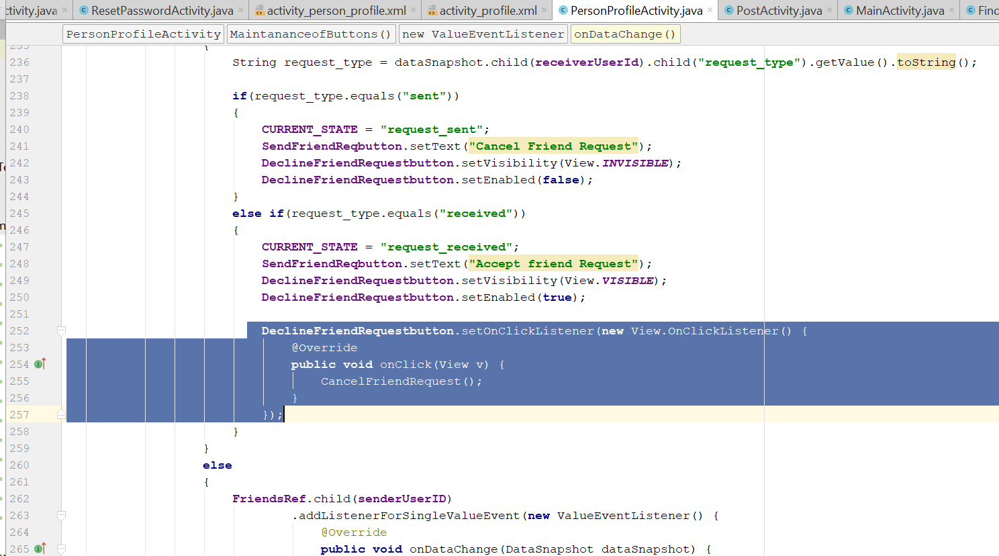 ctivity.java ResetPasswordActivity.java activity_person_profile.xml activity_profile.xml PersonProfileActivity.java PostActivity.java MainActivity.java Find
PersonProfileActivity MaintananceofButtons() new ValueEventListener onDataChange()
235 {
236 String request_type = dataSnapshot.child(receiverUserId).child("request_type").getValue().toString();
237
238 if(request_type.equals("sent"))
239 {
240 CURRENT_STATE = "request_sent";
241 SendFriendReqbutton.setText("Cancel Friend Request");
242 DeclineFriendRequestbutton.setVisibility(View.INVISIBLE);
243 DeclineFriendRequestbutton.setEnabled(false);
244 }
245 else if(request_type.equals("received"))
246 {
247 CURRENT_STATE = "request_received";
248 SendFriendReqbutton.setText("Accept friend Request");
249 DeclineFriendRequestbutton.setVisibility(View.VISIBLE);
250 DeclineFriendRequestbutton.setEnabled(true);
251
252 DeclineFriendRequestbutton.setOnClickListener(new View.OnClickListener() {
253 @Override
254 public void onClick(View v) {
255 CancelFriendRequest();
256 }
257 });
258 }
259 }
260 else
261 {
262 FriendsRef.child(senderUserID)
263 .addListenerForSingleValueEvent(new ValueEventListener() {
264 @Override
265 public void onDataChange(DataSnapshot dataSnapshot) {